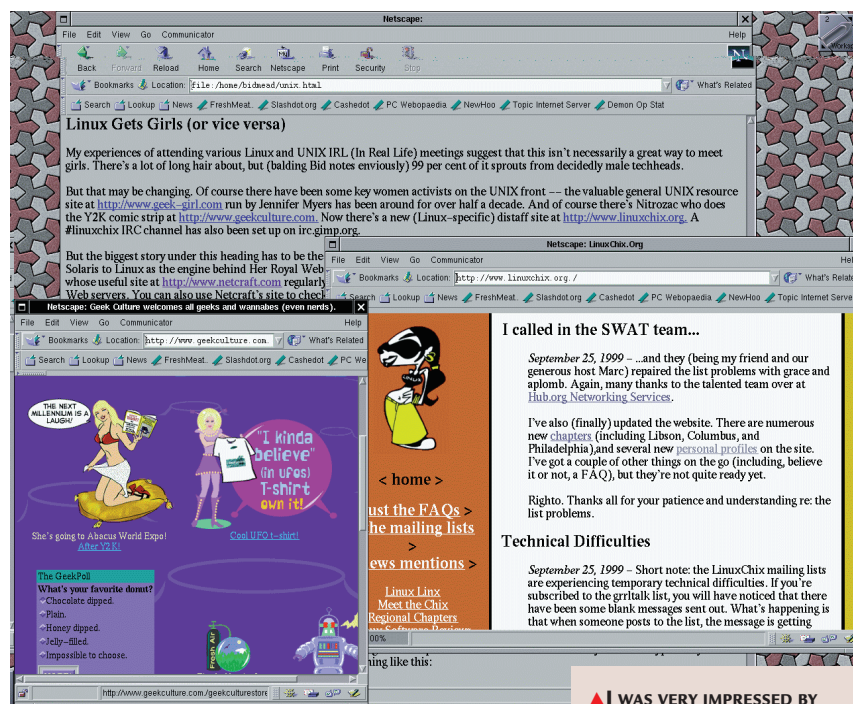 Netscape:
File Edit View Go Communicator Help
Back Forward Reload Home Search Netscape Print Security Stop
Bookmarks Location: file:/home/bidmead/unix.html What's Related
Search Lookup News FreshMeat.. Slashdot.org Cashedot PC Webopaedia NewHoo Topic Internet Server Demon Op Stat
Linux Gets Girls (or vice versa)
My experiences of attending various Linux and UNIX IRL (In Real Life) meetings suggest that this isn't necessarily a great way to meet
girls. There's a lot of long hair about, but (balding Bid notes enviously) 99 per cent of it sprouts from decidedly male techheads.
But that may be changing. Of course there have been some key women activists on the UNIX front -- the valuable general UNIX resource
site at http://www.geek-girl.com run by Jennifer Myers has been around for over half a decade. And of course there's Nitrozac who does
the Y2K comic strip at http://www.geekculture.com. Now there's a new (Linux-specific) distaff site at http://www.linuxchix.org. A
#linuxchix IRC channel has also been set up on irc.gimp.org.
But the biggest story under this heading has to be the
Solaris to Linux as the engine behind Her Royal Web
whose useful site at http://www.netcraft.com regularly
Web servers. You can also use Netcraft's site to check
Netscape: LinuxChix.Org
File Edit View Go Communicator Hel
Bookmarks Location: http://www.linuxchix.org./ What's Relate
Search Lookup News FreshMeat.. Slashdot.org Cashedot PC Webopaedia NewHoo Topic Internet Server
< home >
ust the FAQs >
he mailing lists
>
ews mentions >
Linux Linx
Meet the Chix
Regional Chapters
I called in the SWAT team...
September 25, 1999 – ...and they (being my friend and our
generous host Marc) repaired the list problems with grace and
aplomb. Again, many thanks to the talented team over at
Hub.org Networking Services.
I've also (finally) updated the website. There are numerous
new chapters (including Libson, Columbus, and
Philadelphia),and several new personal profiles on the site.
I've got a couple of other things on the go (including, believe
it or not, a FAQ), but they're not quite ready yet.
Righto. Thanks all for your patience and understanding re: the
list problems.
Technical Difficulties
September 25, 1999 – Short note: the LinuxChix mailing lists
are experiencing temporary technical difficulties. If you're
subscribed to the grrltalk list, you will have noticed that there
have been some blank messages sent out. What's happening is
that when someone posts to the list, the message is getting
00%
ning like this:
Netscape: Geek Culture welcomes all geeks and wannabes (even nerds).
File Edit View Go Communicator Help
Bookmarks Location: http://www.geekculture.com. What's Related
Search Lookup News FreshMeat.. Slashdot.org Cashedot PC We
THE NEXT
MILLENNIUM IS A
LAUGH!
"I kinda
believe"
(in ufos)
T-shirt
own it!
She's going to Abacus World Expo!
After Y2K!
Cool UFO t-shirt!
The GeekPoll
What's your favorite donut?
Chocolate dipped.
Plain.
Honey dipped.
Jelly-filled.
Impossible to choose.
Fresh Air
http://www.geekculture.com./geekculturestore
2
I WAS VERY IMPRESSED BY